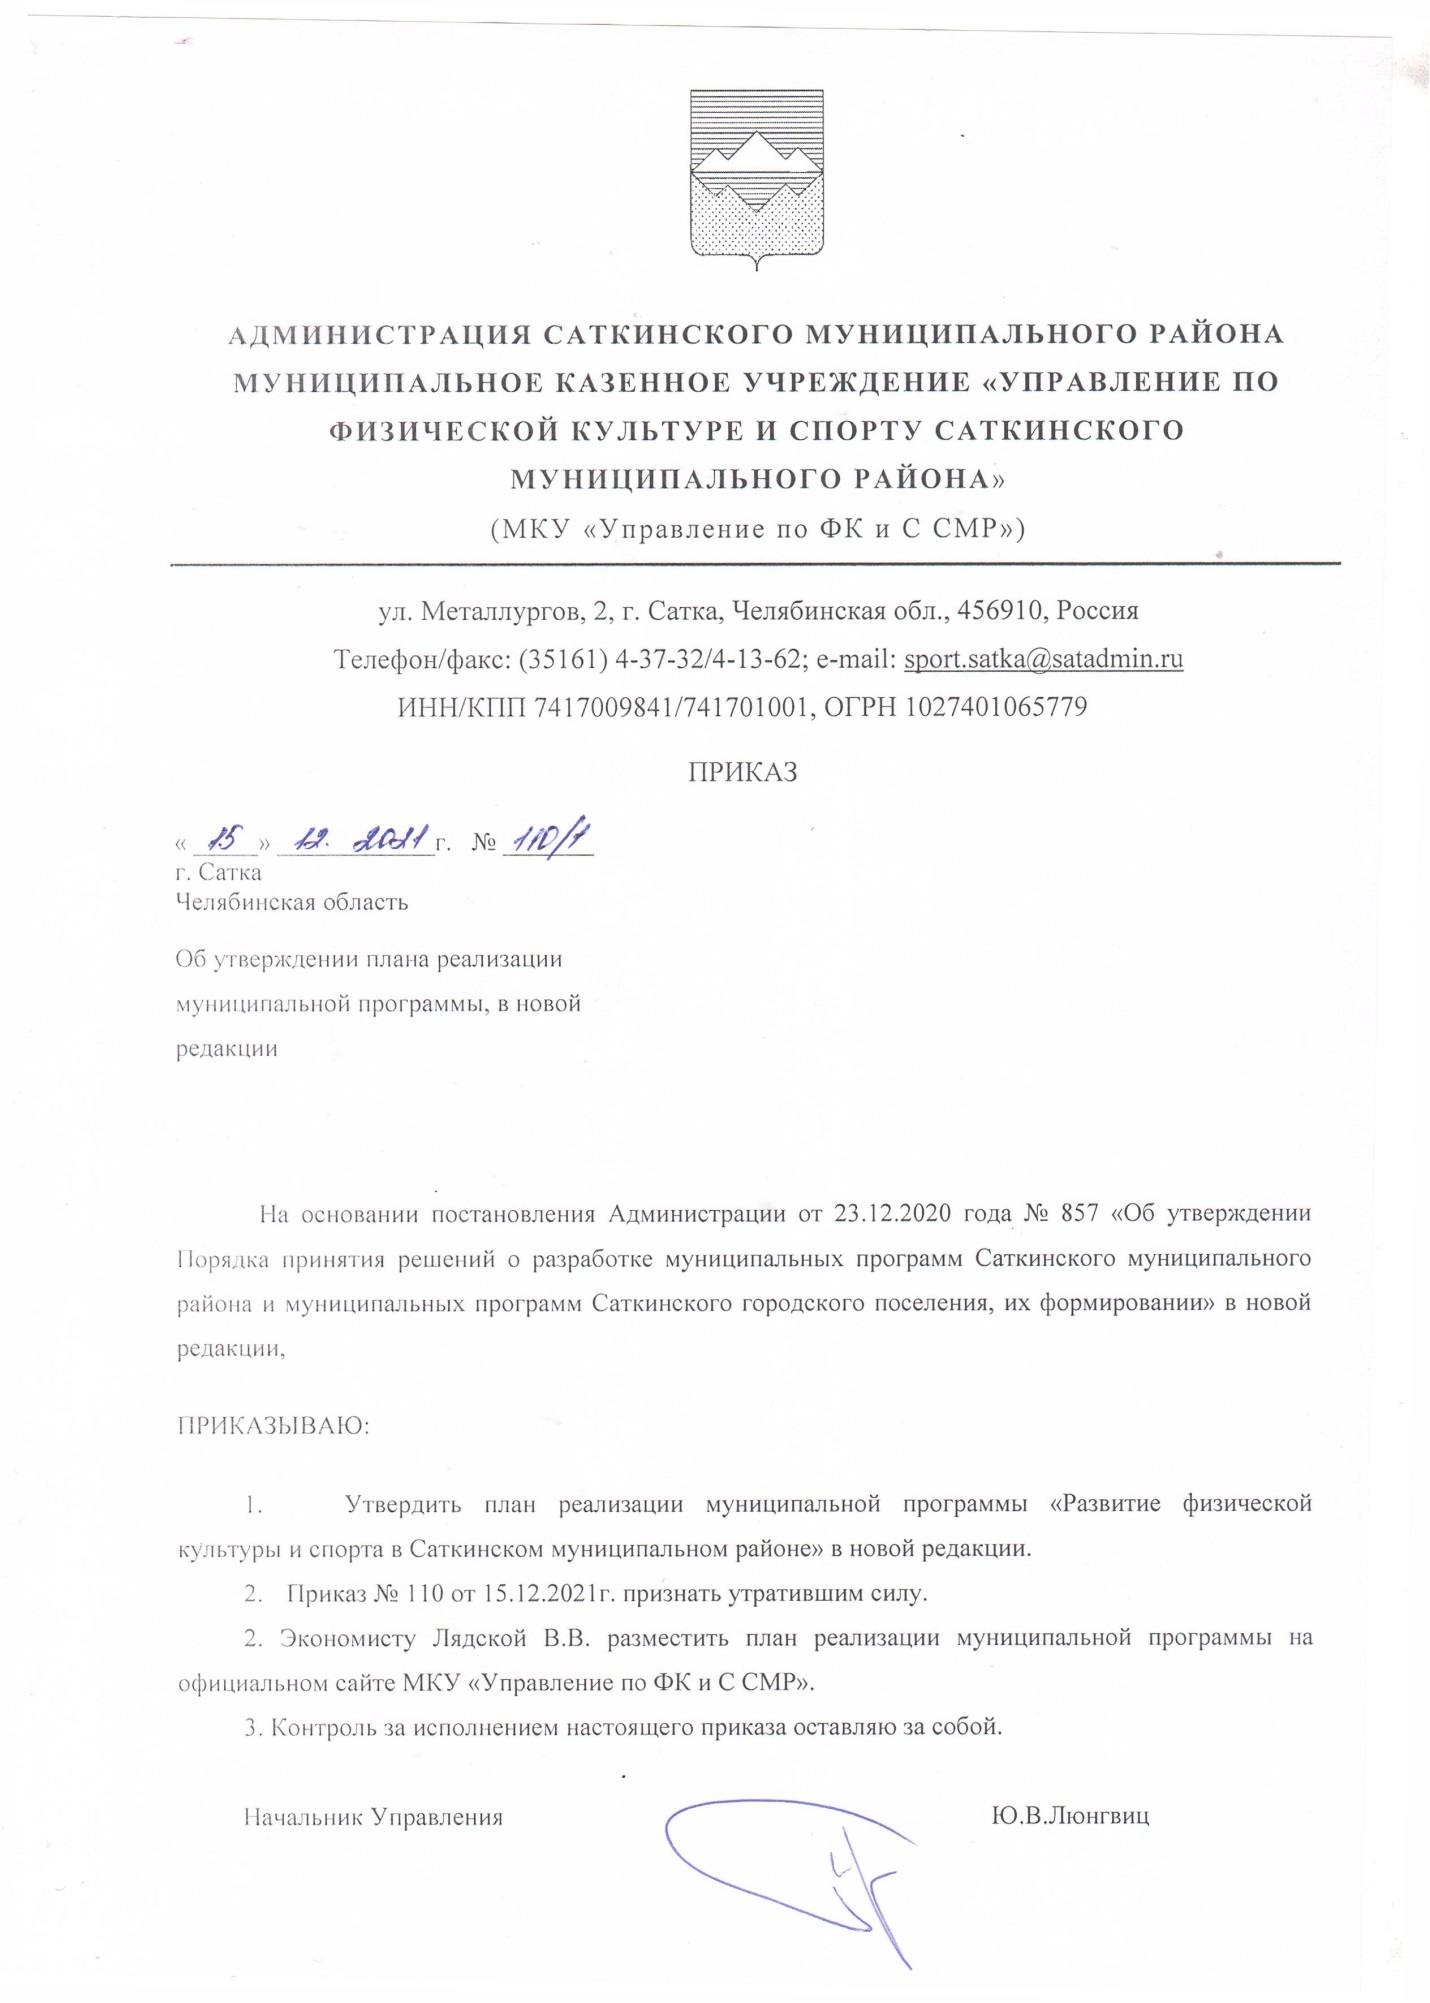 АДМИНИСТРАЦИЯ САТКИНСКОГО МУНИЦИПАЛЬНОГО РАЙОНА
МУНИЦИПАЛЬНОЕ КАЗЕННОЕ УЧРЕЖДЕНИЕ «УПРАВЛЕНИЕ ПО
ФИЗИЧЕСКОЙ КУЛЬТУРЕ И СПОРТУ САТКИНСКОГО
МУНИЦИПАЛЬНОГО РАЙОНА»
(МКУ «Управление по ФК и С СМР»)
ул. Металлургов, 2, г. Сатка, Челябинская обл., 456910, Россия
Телефон/факс: (35161) 4-37-32/4-13-62; e-mail: sport.satka@satadmin.ru
ИНН/КПП 7417009841/741701001, ОГРН 1027401065779
ПРИКАЗ
« 15 » 12. 2021 г. № 110/1
г. Сатка
Челябинская область
Об утверждении плана реализации
муниципальной программы, в новой
редакции
На основании постановления Администрации от 23.12.2020 года № 857 «Об утверждении
Порядка принятия решений о разработке муниципальных программ Саткинского муниципального
района и муниципальных программ Саткинского городского поселения, их формировании» в новой
редакции,
ПРИКАЗЫВАЮ:
1. Утвердить план реализации муниципальной программы «Развитие физической
культуры и спорта в Саткинском муниципальном районе» в новой редакции.
2. Приказ № 110 от 15.12.2021г. признать утратившим силу.
2. Экономисту Лядской В.В. разместить план реализации муниципальной программы на
официальном сайте МКУ «Управление по ФК и С СМР».
3. Контроль за исполнением настоящего приказа оставляю за собой.
Начальник Управления Ю.В.Люнгвиц